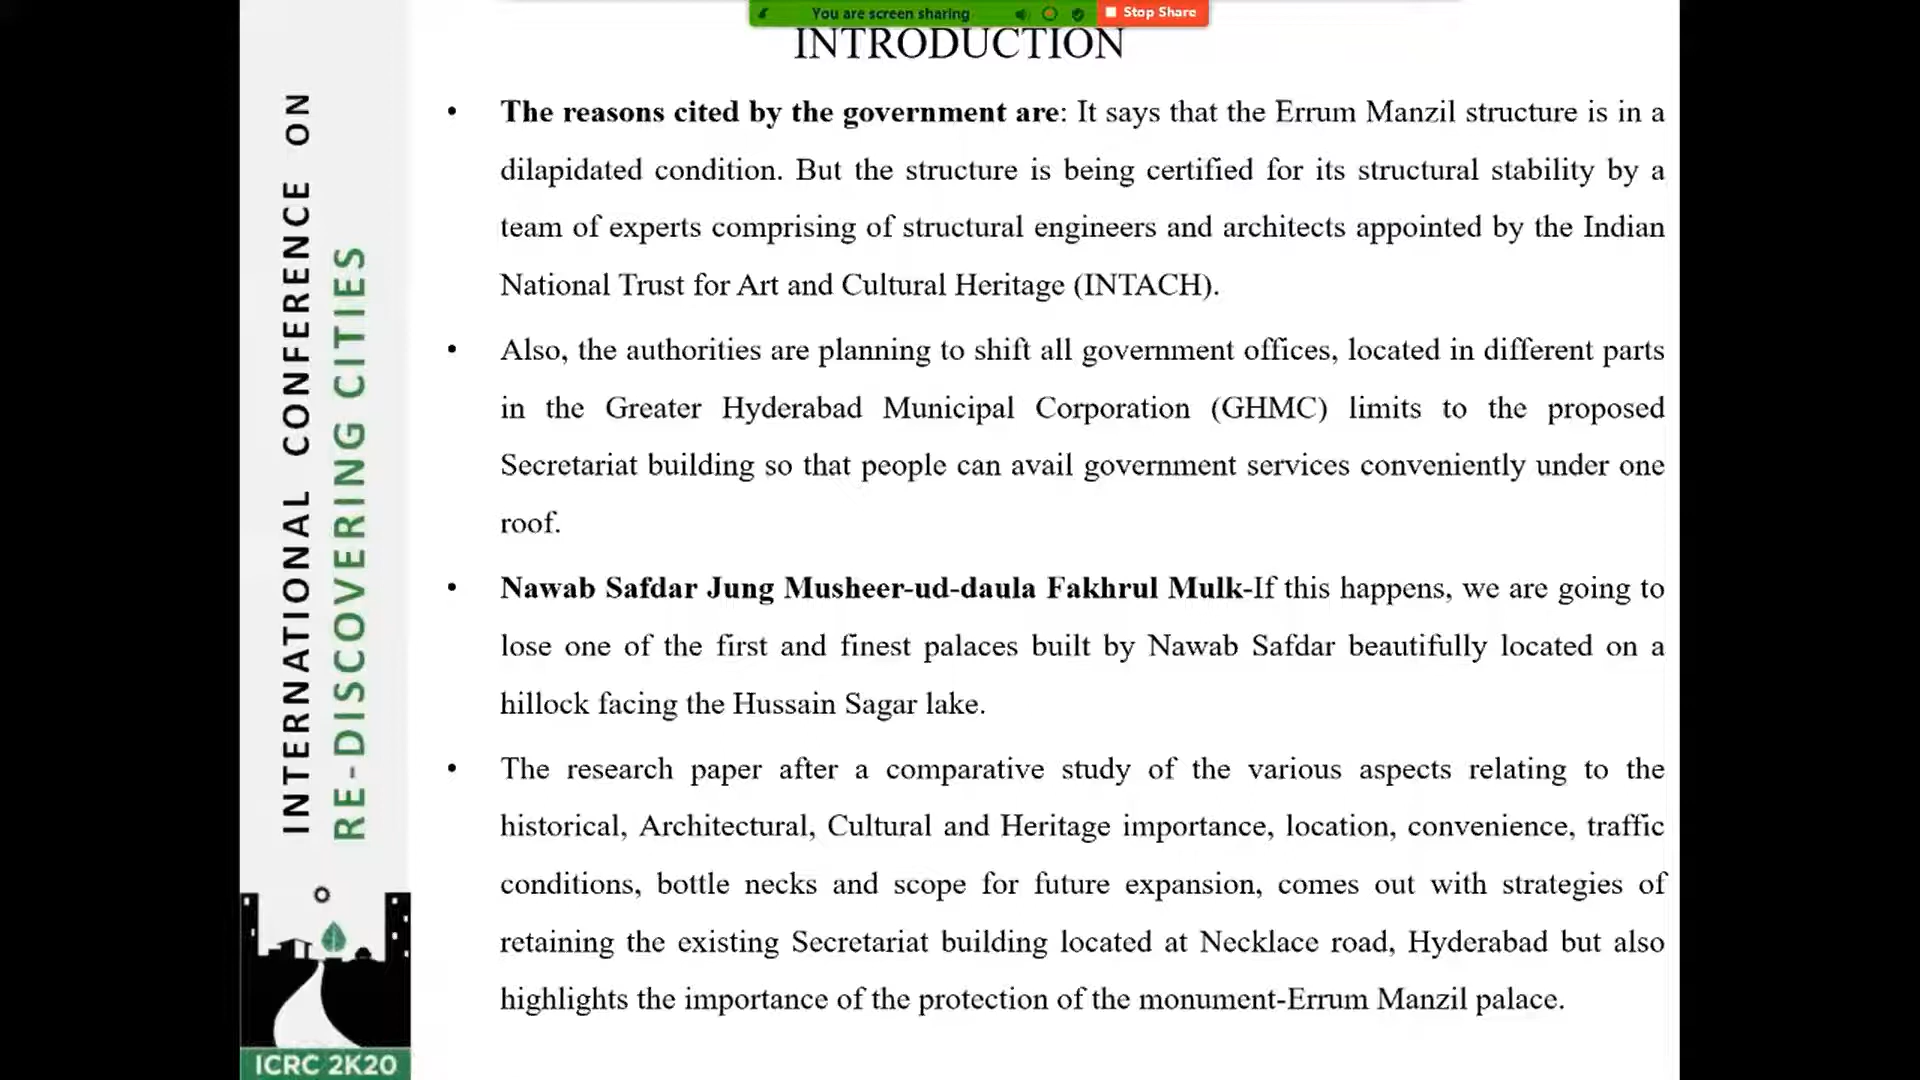 You are screen sharing
Stop Share
INTRODUCTION
INTERNATIONAL CONFERENCE ON
RE-DISCOVERING CITIES
• The reasons cited by the government are: It says that the Errum Manzil structure is in a
dilapidated condition. But the structure is being certified for its structural stability by a
team of experts comprising of structural engineers and architects appointed by the Indian
National Trust for Art and Cultural Heritage (INTACH).
• Also, the authorities are planning to shift all government offices, located in different parts
in the Greater Hyderabad Municipal Corporation (GHMC) limits to the proposed
Secretariat building so that people can avail government services conveniently under one
roof.
• Nawab Safdar Jung Musheer-ud-daula Fakhrul Mulk-If this happens, we are going to
lose one of the first and finest palaces built by Nawab Safdar beautifully located on a
hillock facing the Hussain Sagar lake.
• The research paper after a comparative study of the various aspects relating to the
historical, Architectural, Cultural and Heritage importance, location, convenience, traffic
conditions, bottle necks and scope for future expansion, comes out with strategies of
retaining the existing Secretariat building located at Necklace road, Hyderabad but also
highlights the importance of the protection of the monument-Errum Manzil palace.
ICRC 2K20